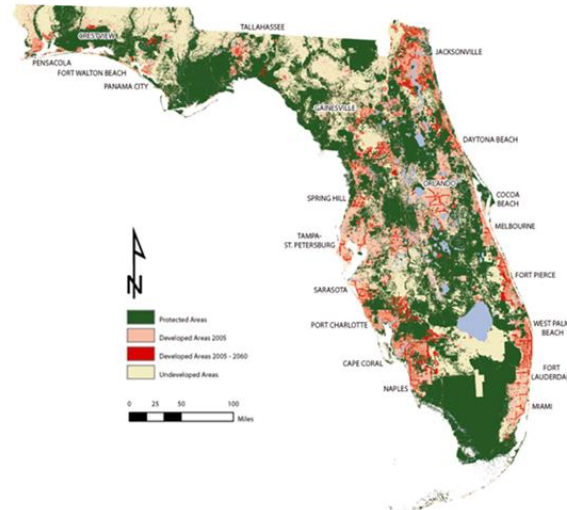 TALLAHASSEE
CRESTVIEW
JACKSONVILLE
PENSACOLA
FORT WALTON BEACH
PANAMA CITY
GAINESVILLE
DAYTONA BEACH
ORLANDO
SPRING HILL
COCOA
BEACH
MELBOURNE
TAMPA-
ST. PETERSBURG
FORT PIERCE
SARASOTA
N
Protected Areas
PORT CHARLOTTE
WEST PALM
BEACH
Developed Areas 2005
Developed Areas 2005 - 2060
CAPE CORAL
FORT
LAUDERDALE
Undeveloped Areas
NAPLES
MIAMI
0 25 50 100
Miles